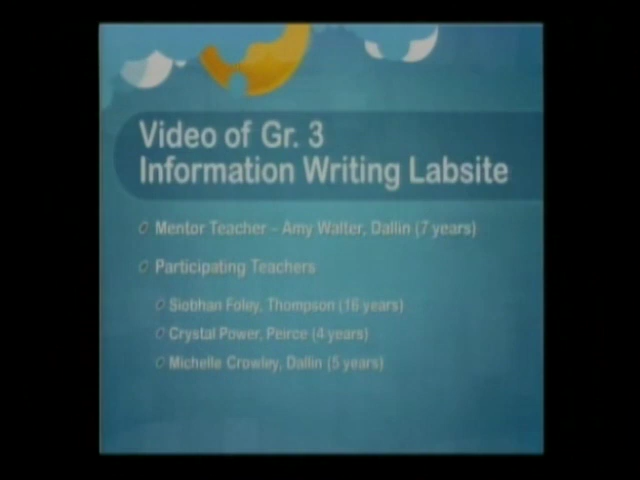 Video of Gr. 3
Information Writing Labsite
Mentor Teacher – Amy Walter, Dallin (7 years)
Participating Teachers
Siobhan Foley, Thompson (16 years)
Crystal Power, Peirce (4 years)
Michelle Crowley, Dallin (5 years)